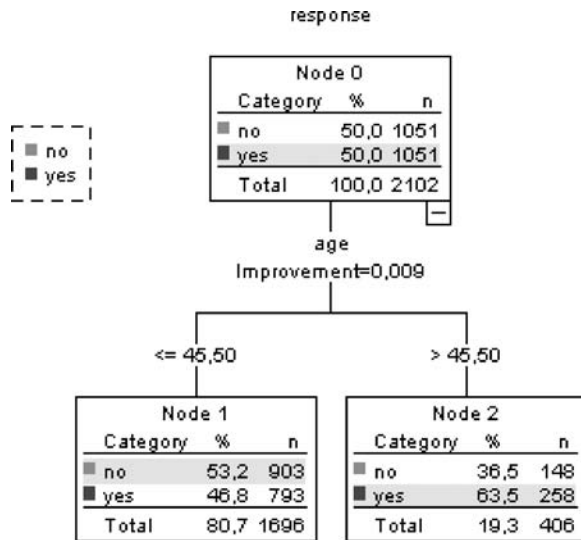 response
Node 0
Category % n
no 50,0 1051
yes 50,0 1051
Total 100,0 2102
no
yes
age
Improvement=0,009
<= 45,50
> 45,50
Node 1
Category % n
no 53,2 903
yes 46,8 793
Total 80,7 1696
Node 2
Category % n
no 36,5 148
yes 63,5 258
Total 19,3 406